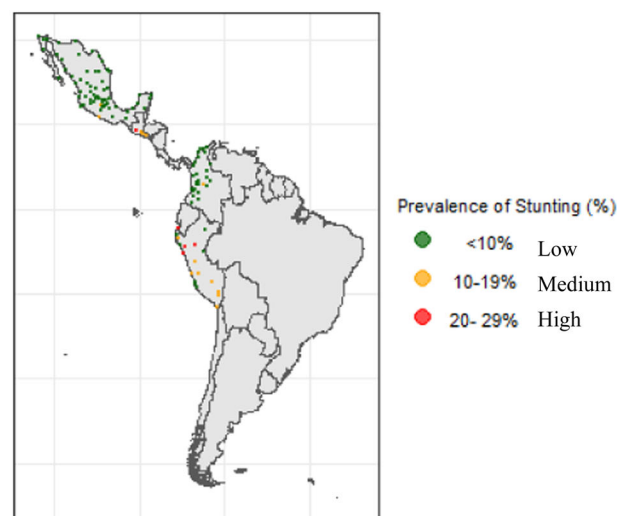 Prevalence of Stunting (%)
<10% Low
10-19% Medium
20- 29% High